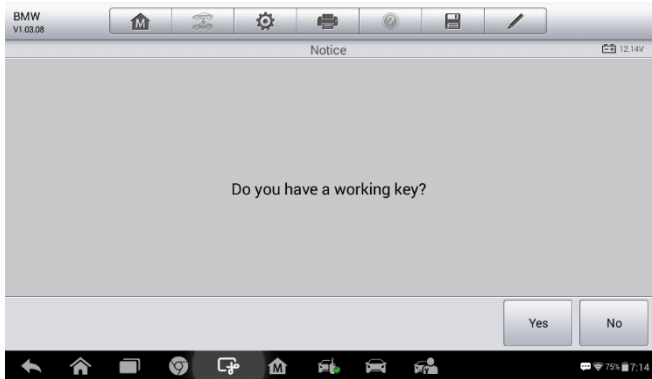 BMW
V1.03.08
Notice
12.14V
Do you have a working key?
Yes
No
75% 7:14